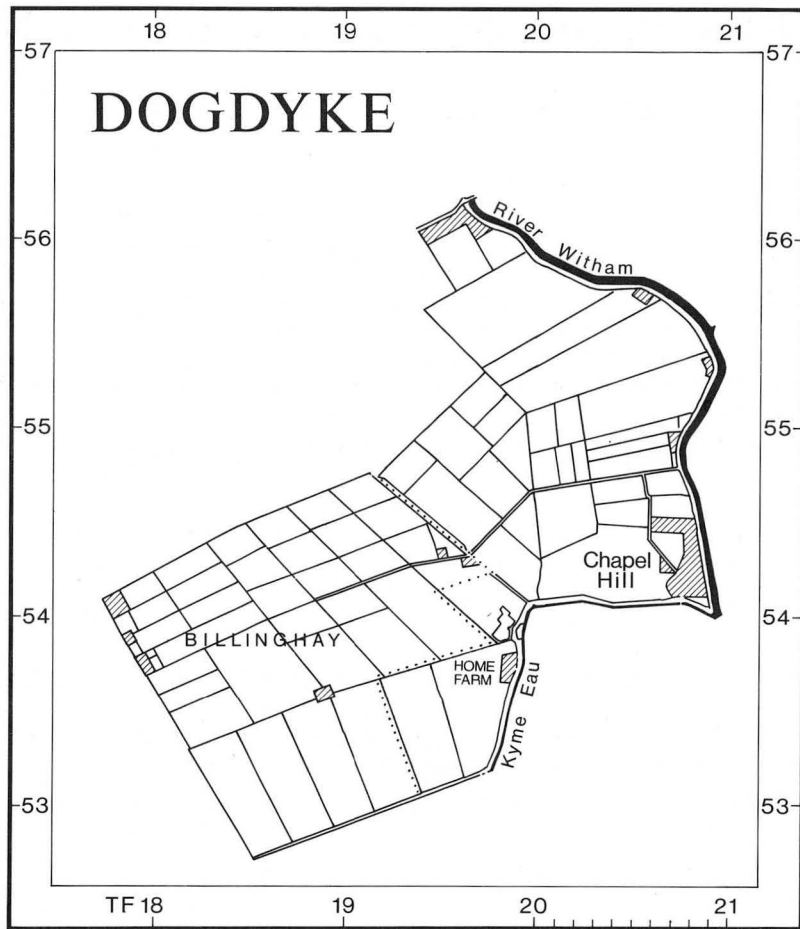 18 19 20 21
57 57
DOGDYKE
56 56
River Witham
55 55
Chapel
Hill
54 54
BILLINGHAY
HOME
FARM
Kyme Eau
53 53
TF 18 19 20 21